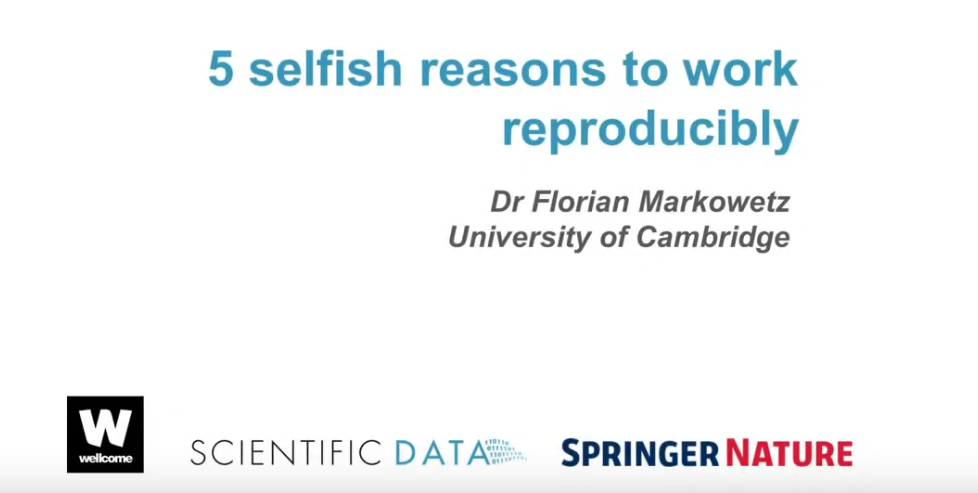 5 selfish reasons to work
reproducibly
Dr Florian Markowetz
University of Cambridge
W
wellcome
SCIENTIFIC DATA
SPRINGER NATURE